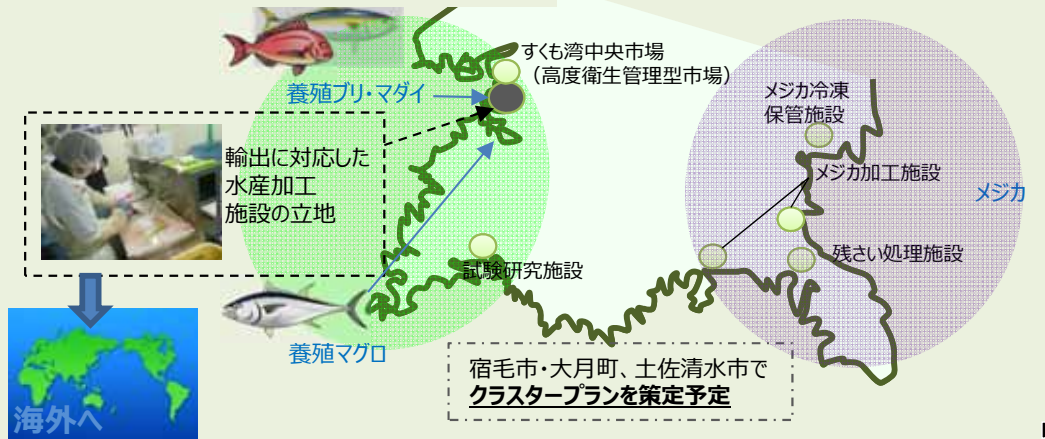 すくも湾中央市場
（高度衛生管理型市場）
養殖ブリ・マダイ
輸出に対応した
水産加工
施設の立地
試験研究施設
養殖マグロ
海外へ
メジカ冷凍
保管施設
メジカ加工施設
メジカ
残さい処理施設
宿毛市・大月町、土佐清水市で
クラスタープランを策定予定